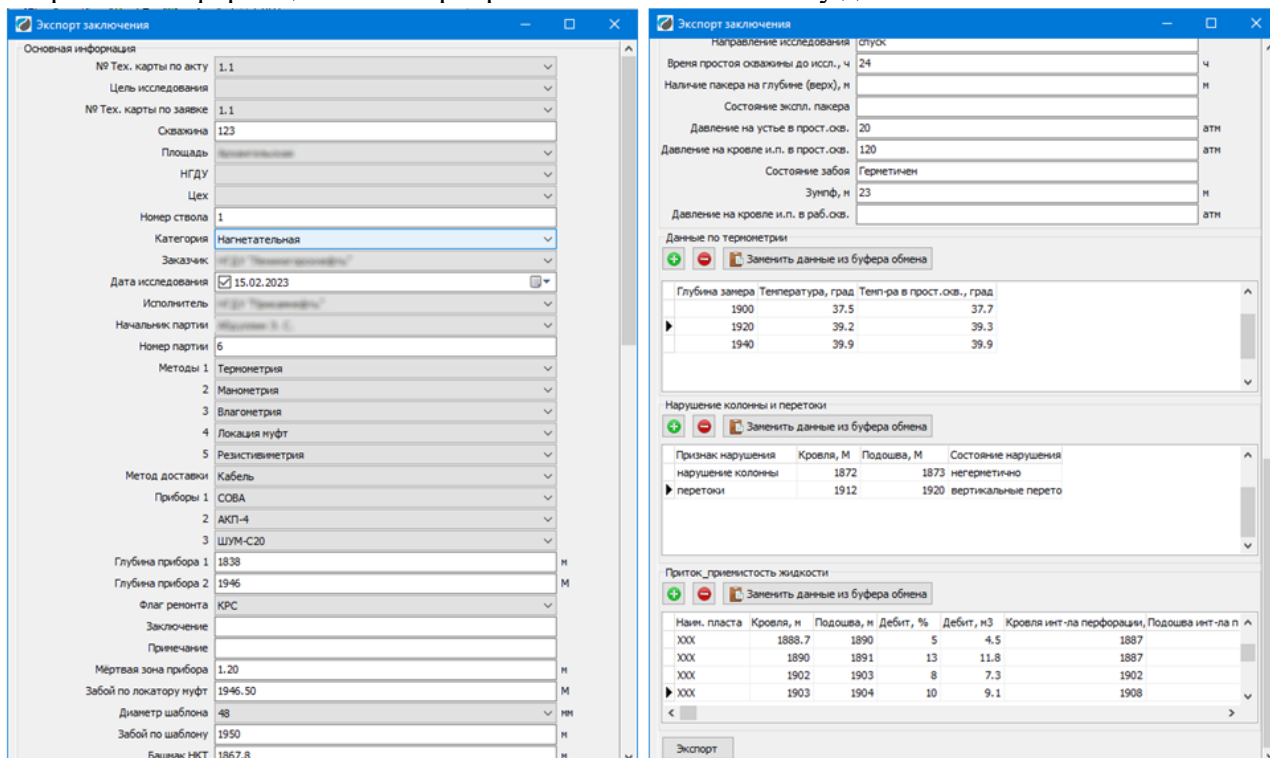 Экспорт заключения
Основная информация
№ Тех. карты по акту 1.1
Цель исследования
№ Тех. карты по заявке 1.1
Скважина 123
Площадь
НГДУ
Цех
Номер ствола 1
Категория Нагнетательная
Заказчик
Дата исследования 15.02.2023
Исполнитель
Начальник партии
Номер партии 6
Методы 1 Термометрия
2 Манометрия
3 Влагометрия
4 Локация муфт
5 Резистивиметрия
Метод доставки Кабель
Приборы 1 СОВА
2 АКП-4
3 ШУМ-С20
Глубина прибора 1 1838 м
Глубина прибора 2 1946 М
Флаг ремонта КРС
Заключение
Примечание
Мёртвая зона прибора 1.20 м
Забой по локатору муфт 1946.50 М
Диаметр шаблона 48 мм
Забой по шаблону 1950 м
Башмак НКТ 1867.8 м
Экспорт заключения
Направление исследования спуск
Время простоя скважины до иссл., ч 24 ч
Наличие пакера на глубине (верх), м м
Состояние экспл. пакера
Давление на устье в прост.скв. 20 атм
Давление на кровле и.п. в прост.скв. 120 атм
Состояние забоя Герметичен
Зумпф, м 23 м
Давление на кровле и.п. в раб.скв. атм
Данные по термометрии
Заменить данные из буфера обмена
Глубина замера Температура, град Темп-ра в прост.скв., град
1900 37.5 37.7
1920 39.2 39.3
1940 39.9 39.9
Нарушение колонны и перетоки
Заменить данные из буфера обмена
Признак нарушения Кровля, М Подошва, М Состояние нарушения
нарушение колонны 1872 1873 негерметично
перетоки 1912 1920 вертикальные перето
Приток_приемистость жидкости
Заменить данные из буфера обмена
Наим. пласта Кровля, м Подошва, м Дебит, % Дебит, м3 Кровля инт-ла перфорации, Подошва инт-ла п
XXX 1888.7 1890 5 4.5 1887
XXX 1890 1891 13 11.8 1887
XXX 1902 1903 8 7.3 1902
XXX 1903 1904 10 9.1 1908
Экспорт